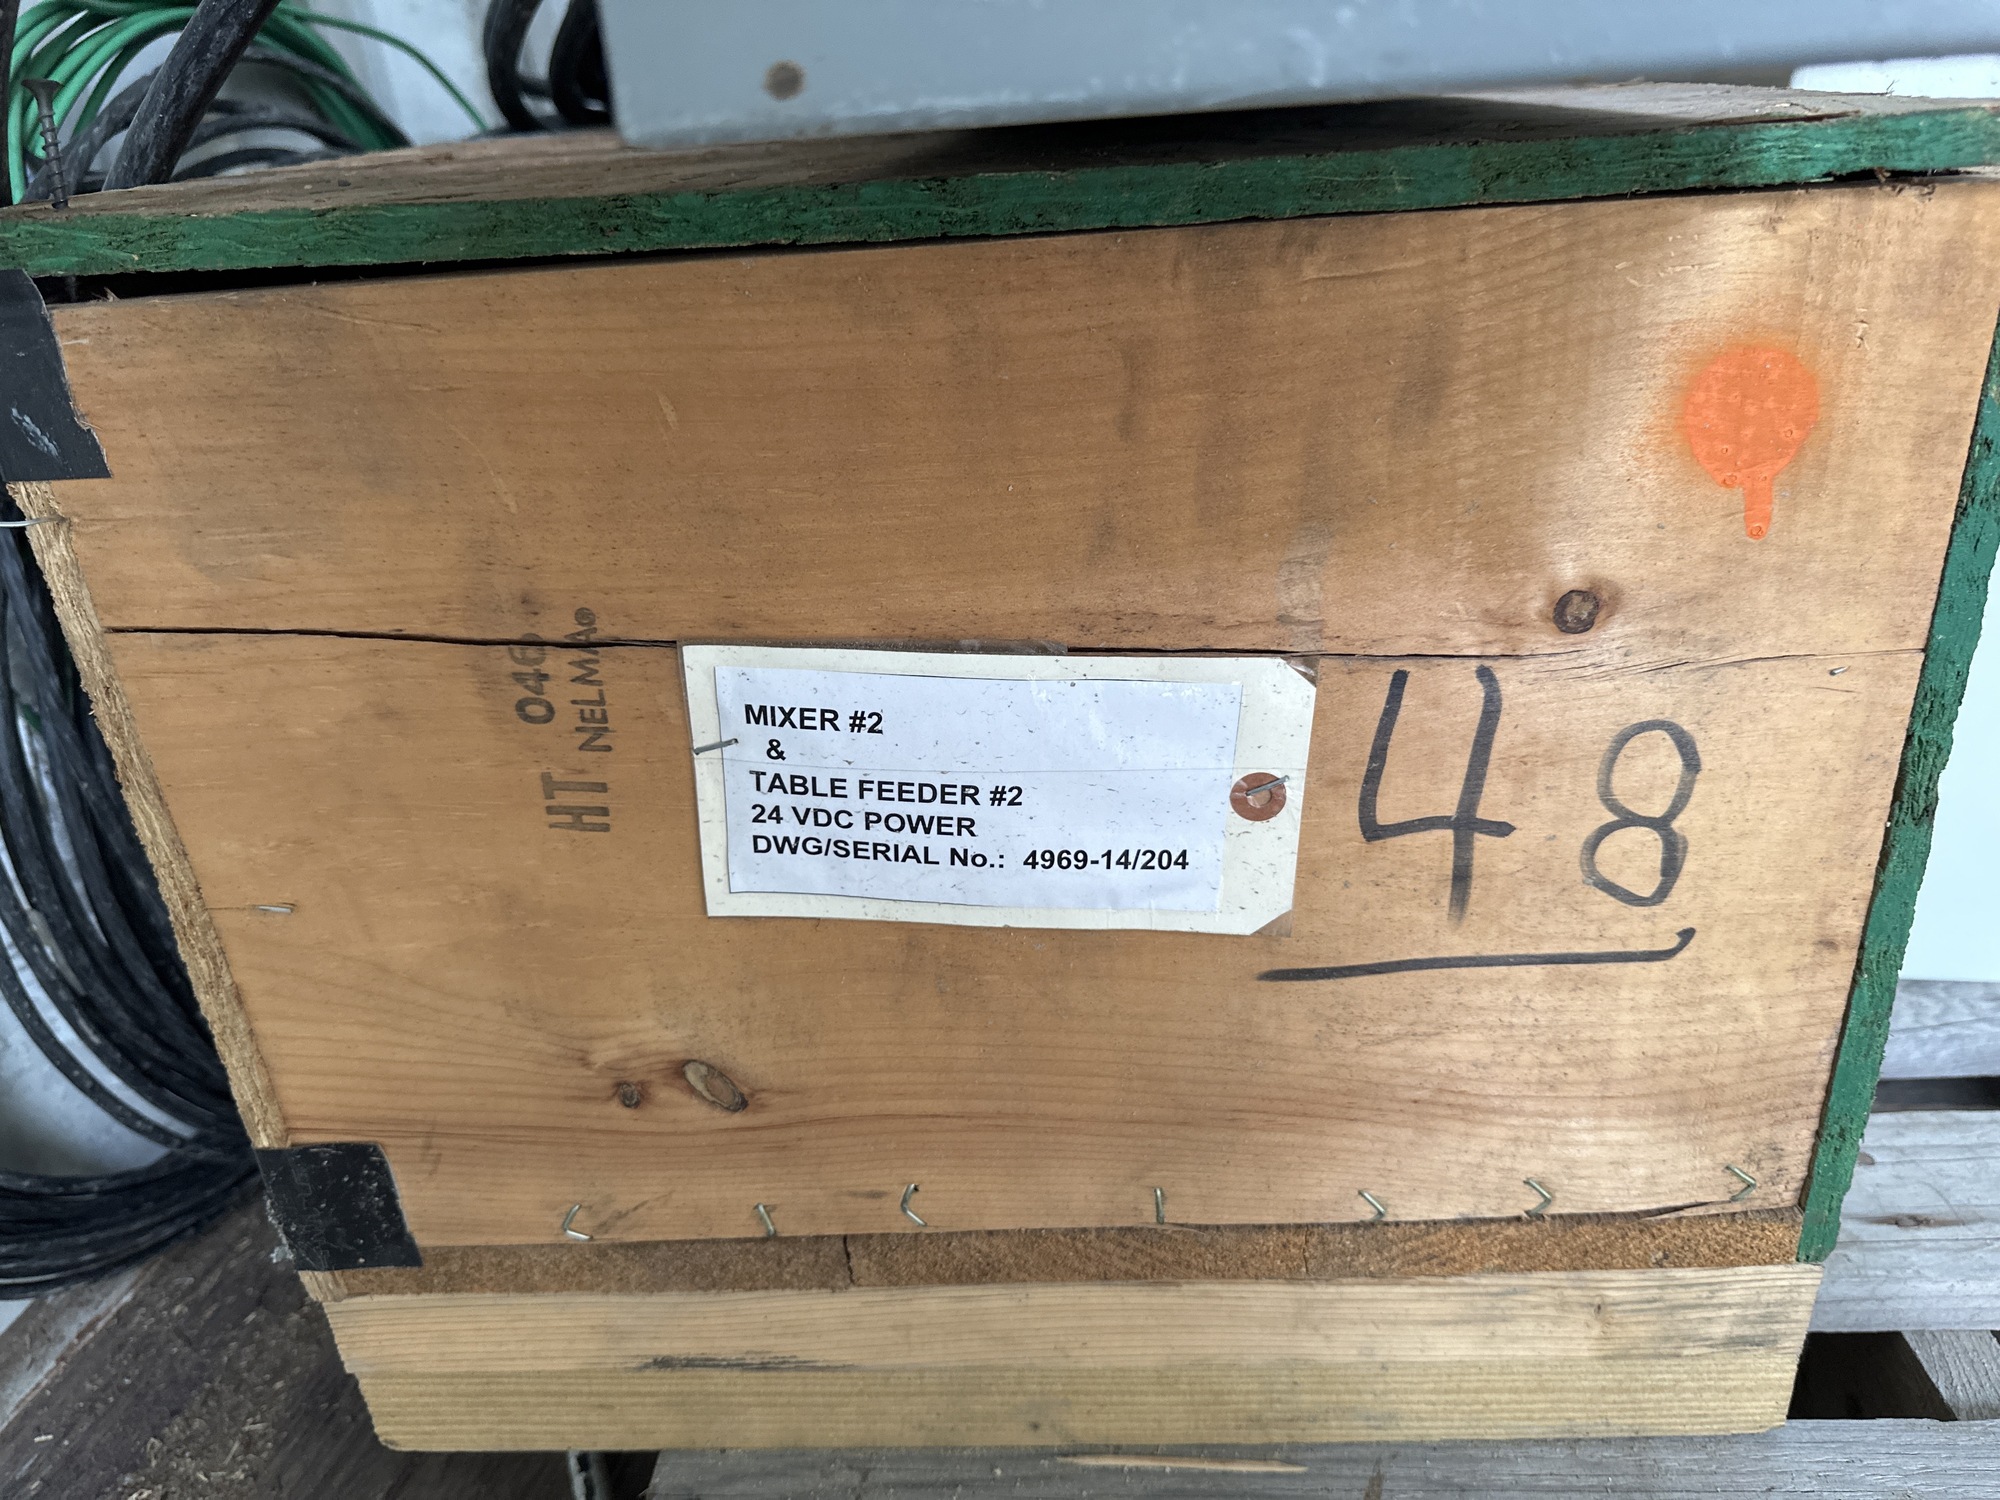 MIXER #2
&
TABLE FEEDER #2
24 VDC POWER
DWG/SERIAL No.: 4969-14/204
48
HT NELMA®